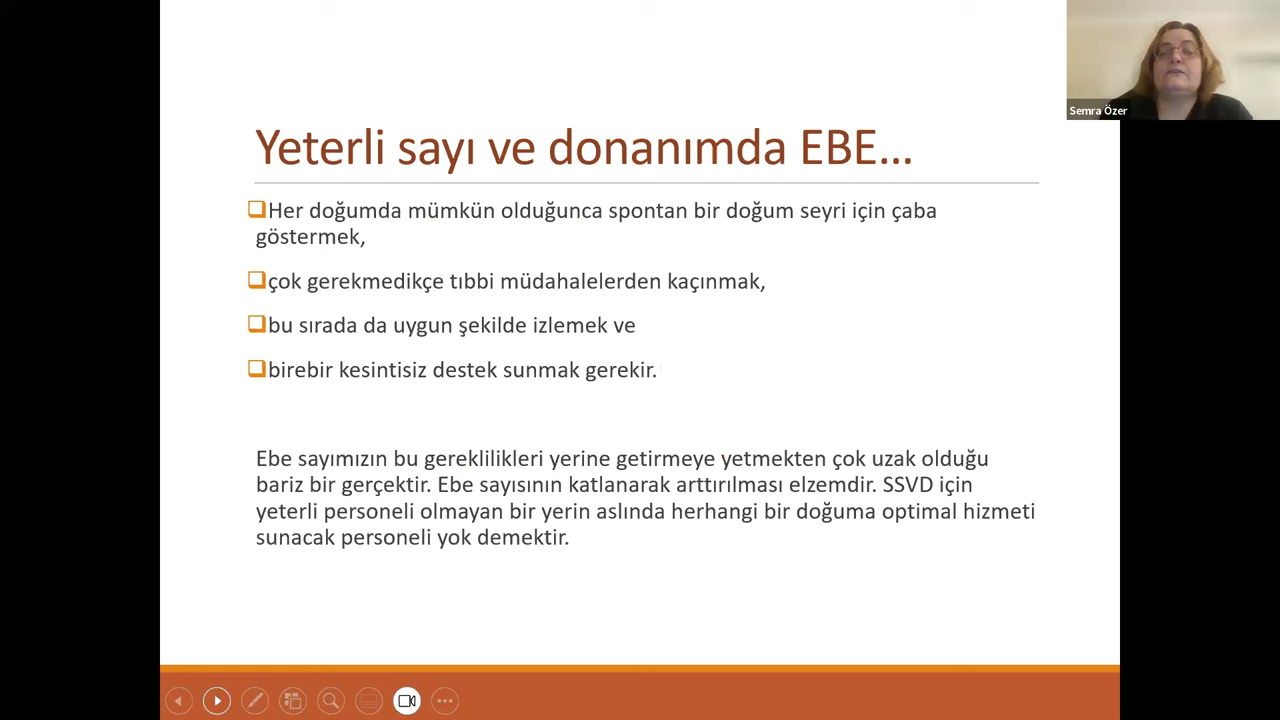 Semra Özer
Yeterli sayı ve donanımda EBE...
Her doğumda mümkün olduğunca spontan bir doğum seyri için çaba
göstermek,
çok gerekmedikçe tıbbi müdahalelerden kaçınmak,
bu sırada da uygun şekilde izlemek ve
birebir kesintisiz destek sunmak gerekir.
Ebe sayımızın bu gereklilikleri yerine getirmeye yetmekten çok uzak olduğu
bariz bir gerçektir. Ebe sayısının katlanarak arttırılması elzemdir. SSVD için
yeterli personeli olmayan bir yerin aslında herhangi bir doğuma optimal hizmeti
sunacak personeli yok demektir.